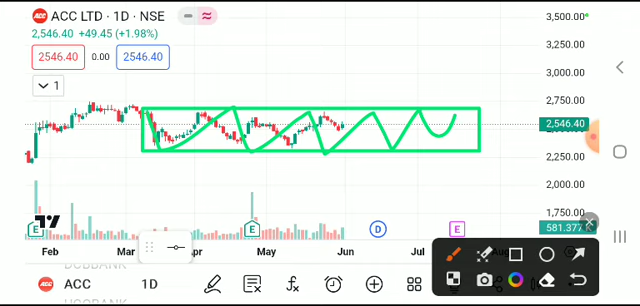 ACC ACC LTD · 1D · NSE
2,546.40 +49.45 (+1.98%)
2546.40 0.00 2546.40
1
3,500.00
3,250.00
3,000.00
2,750.00
2,546.40
2,250.00
2,000.00
1,750.00
581.377
E E D E
Feb Mar Apr May Jun Jul
ACC 1D